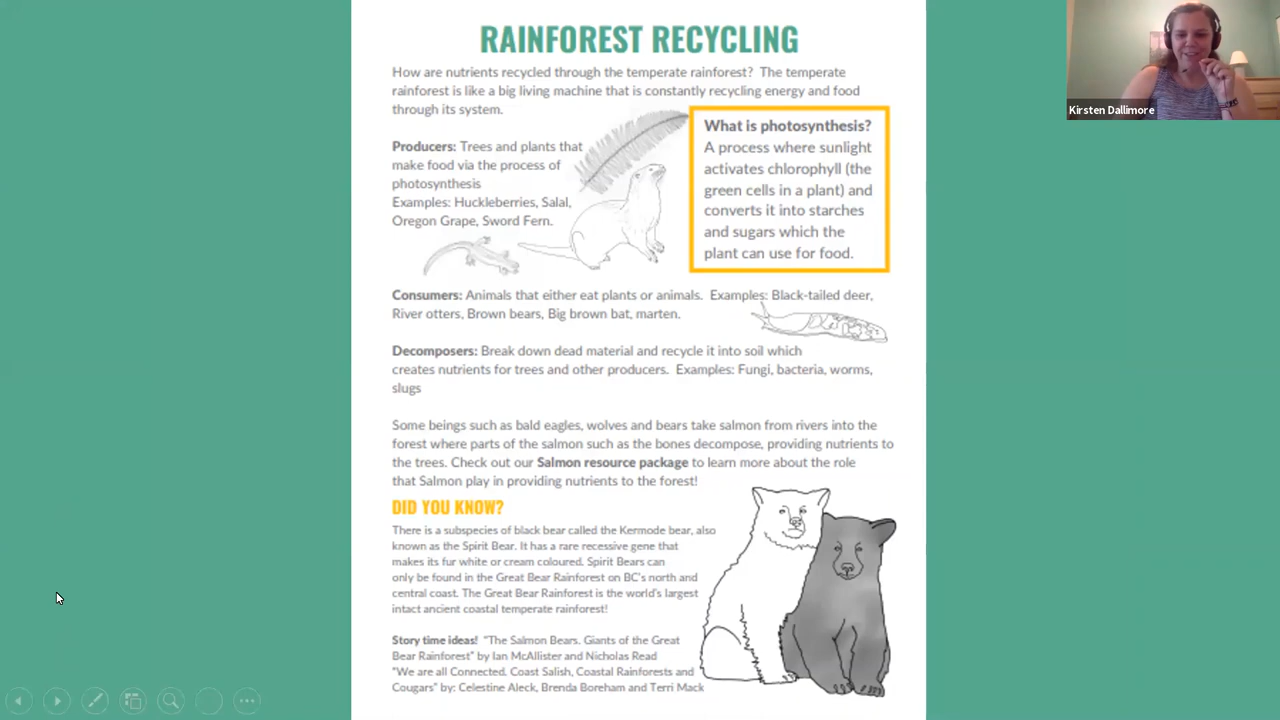 RAINFOREST RECYCLING
How are nutrients recycled through the temperate rainforest? The temperate
rainforest is like a big living machine that is constantly recycling energy and food
through its system.
Producers: Trees and plants that
make food via the process of
photosynthesis
Examples: Huckleberries, Salal,
Oregon Grape, Sword Fern.
What is photosynthesis?
A process where sunlight
activates chlorophyll (the
green cells in a plant) and
converts it into starches
and sugars which the
plant can use for food.
Consumers: Animals that either eat plants or animals. Examples: Black-tailed deer,
River otters, Brown bears, Big brown bat, marten.
Decomposers: Break down dead material and recycle it into soil which
creates nutrients for trees and other producers. Examples: Fungi, bacteria, worms,
slugs
Some beings such as bald eagles, wolves and bears take salmon from rivers into the
forest where parts of the salmon such as the bones decompose, providing nutrients to
the trees. Check out our Salmon resource package to learn more about the role
that Salmon play in providing nutrients to the forest!
DID YOU KNOW?
There is a subspecies of black bear called the Kermode bear, also
known as the Spirit Bear. It has a rare recessive gene that
makes its fur white or cream coloured. Spirit Bears can
only be found in the Great Bear Rainforest on BC's north and
central coast. The Great Bear Rainforest is the world's largest
intact ancient coastal temperate rainforest!
Story time ideas! "The Salmon Bears. Giants of the Great
Bear Rainforest" by Ian McAllister and Nicholas Read
"We are all Connected. Coast Salish, Coastal Rainforests and
Cougars" by: Celestine Aleck, Brenda Boreham and Terri Mack
Kirsten Dallimore